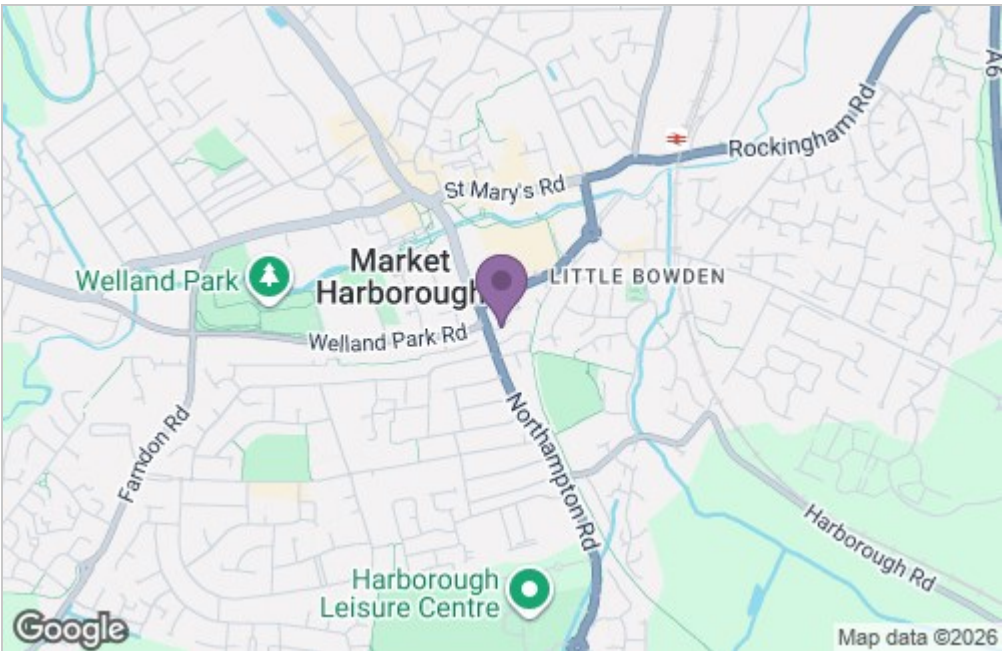 A6
Rockingham Rd
St Mary's Rd
Welland Park
Market
Harborough
LITTLE BOWDEN
Welland Park Rd
Northampton Rd
Farndon Rd
Harborough Rd
Harborough
Leisure Centre
Google
Map data ©2026